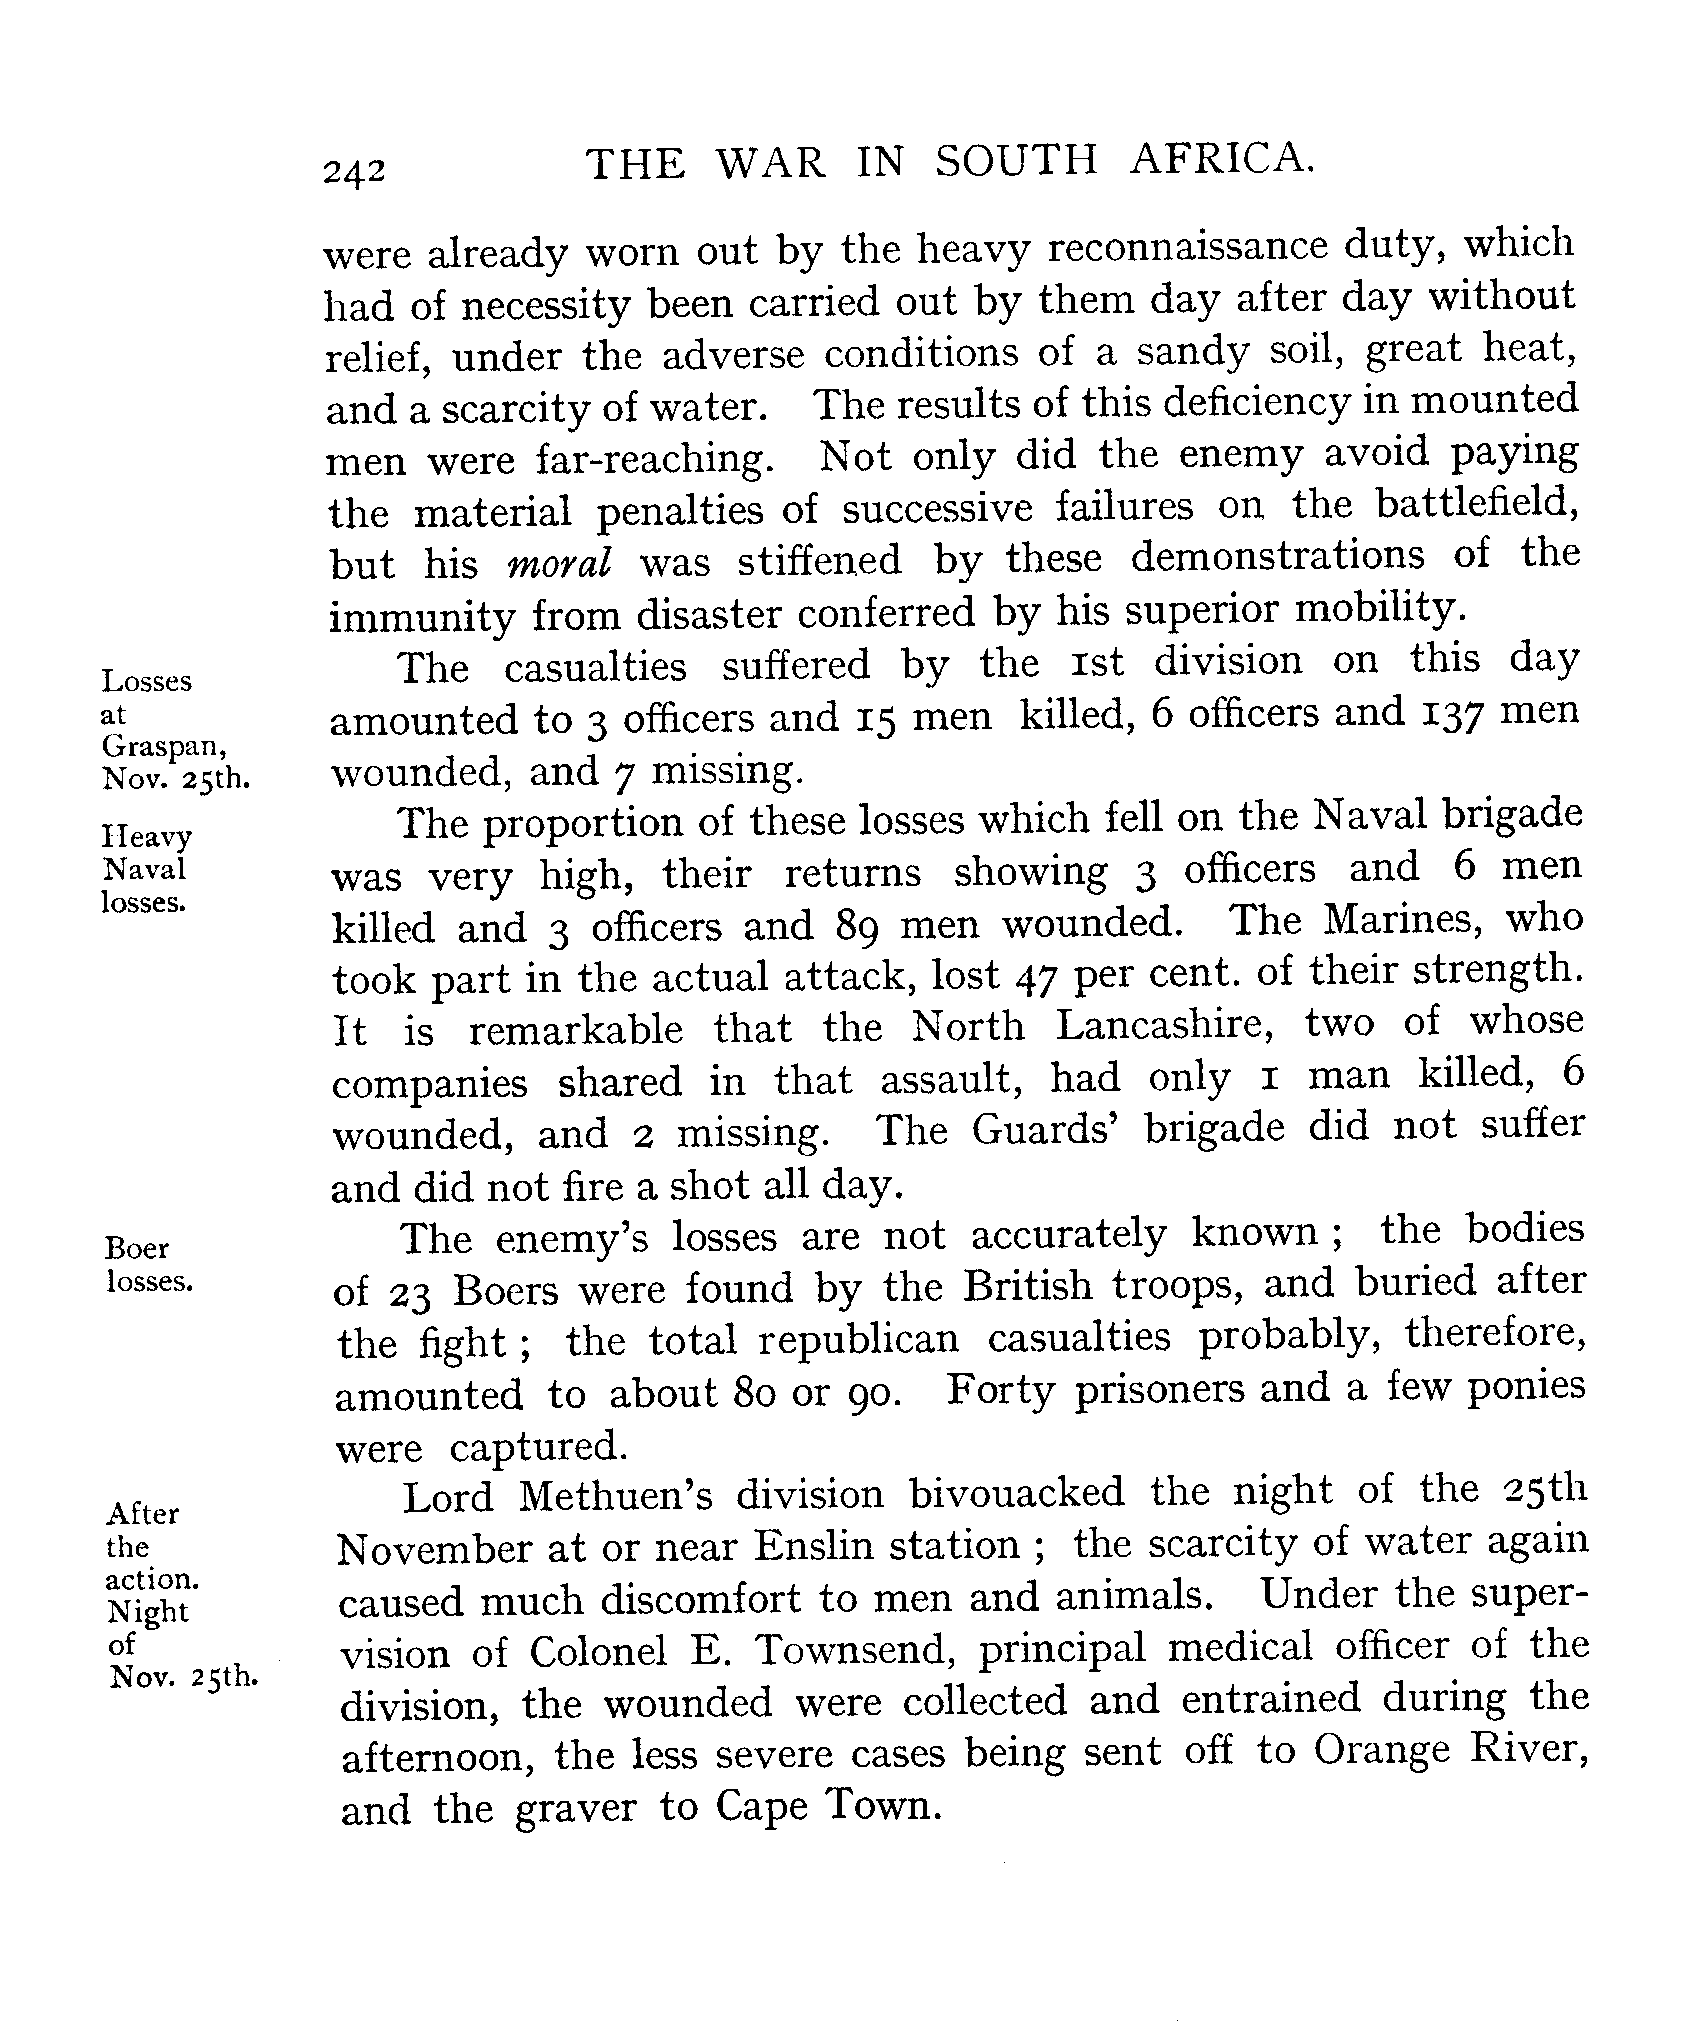 242 THE WAR IN SOUTH AFRICA.
were already worn out by the heavy reconnaissance duty, which
had of necessity been carried out by them day after day without
relief, under the adverse conditions of a sandy soil, great heat,
and a scarcity of water. The results of this deficiency in mounted
men were far-reaching. Not only did the enemy avoid paying
the material penalties of successive failures on the battlefield,
but his moral was stiffened by these demonstrations of the
immunity from disaster conferred by his superior mobility.
Losses
at
Graspan,
Nov. 25th.
The casualties suffered by the 1st division on this day
amounted to 3 officers and 15 men killed, 6 officers and 137 men
wounded, and 7 missing.
Heavy
Naval
losses.
The proportion of these losses which fell on the Naval brigade
was very high, their returns showing 3 officers and 6 men
killed and 3 officers and 89 men wounded. The Marines, who
took part in the actual attack, lost 47 per cent. of their strength.
It is remarkable that the North Lancashire, two of whose
companies shared in that assault, had only 1 man killed, 6
wounded, and 2 missing. The Guards' brigade did not suffer
and did not fire a shot all day.
Boer
losses.
The enemy's losses are not accurately known ; the bodies
of 23 Boers were found by the British troops, and buried after
the fight ; the total republican casualties probably, therefore,
amounted to about 80 or 90. Forty prisoners and a few ponies
were captured.
After
the
action.
Night
of
Nov. 25th.
Lord Methuen's division bivouacked the night of the 25th
November at or near Enslin station ; the scarcity of water again
caused much discomfort to men and animals. Under the super-
vision of Colonel E. Townsend, principal medical officer of the
division, the wounded were collected and entrained during the
afternoon, the less severe cases being sent off to Orange River,
and the graver to Cape Town.